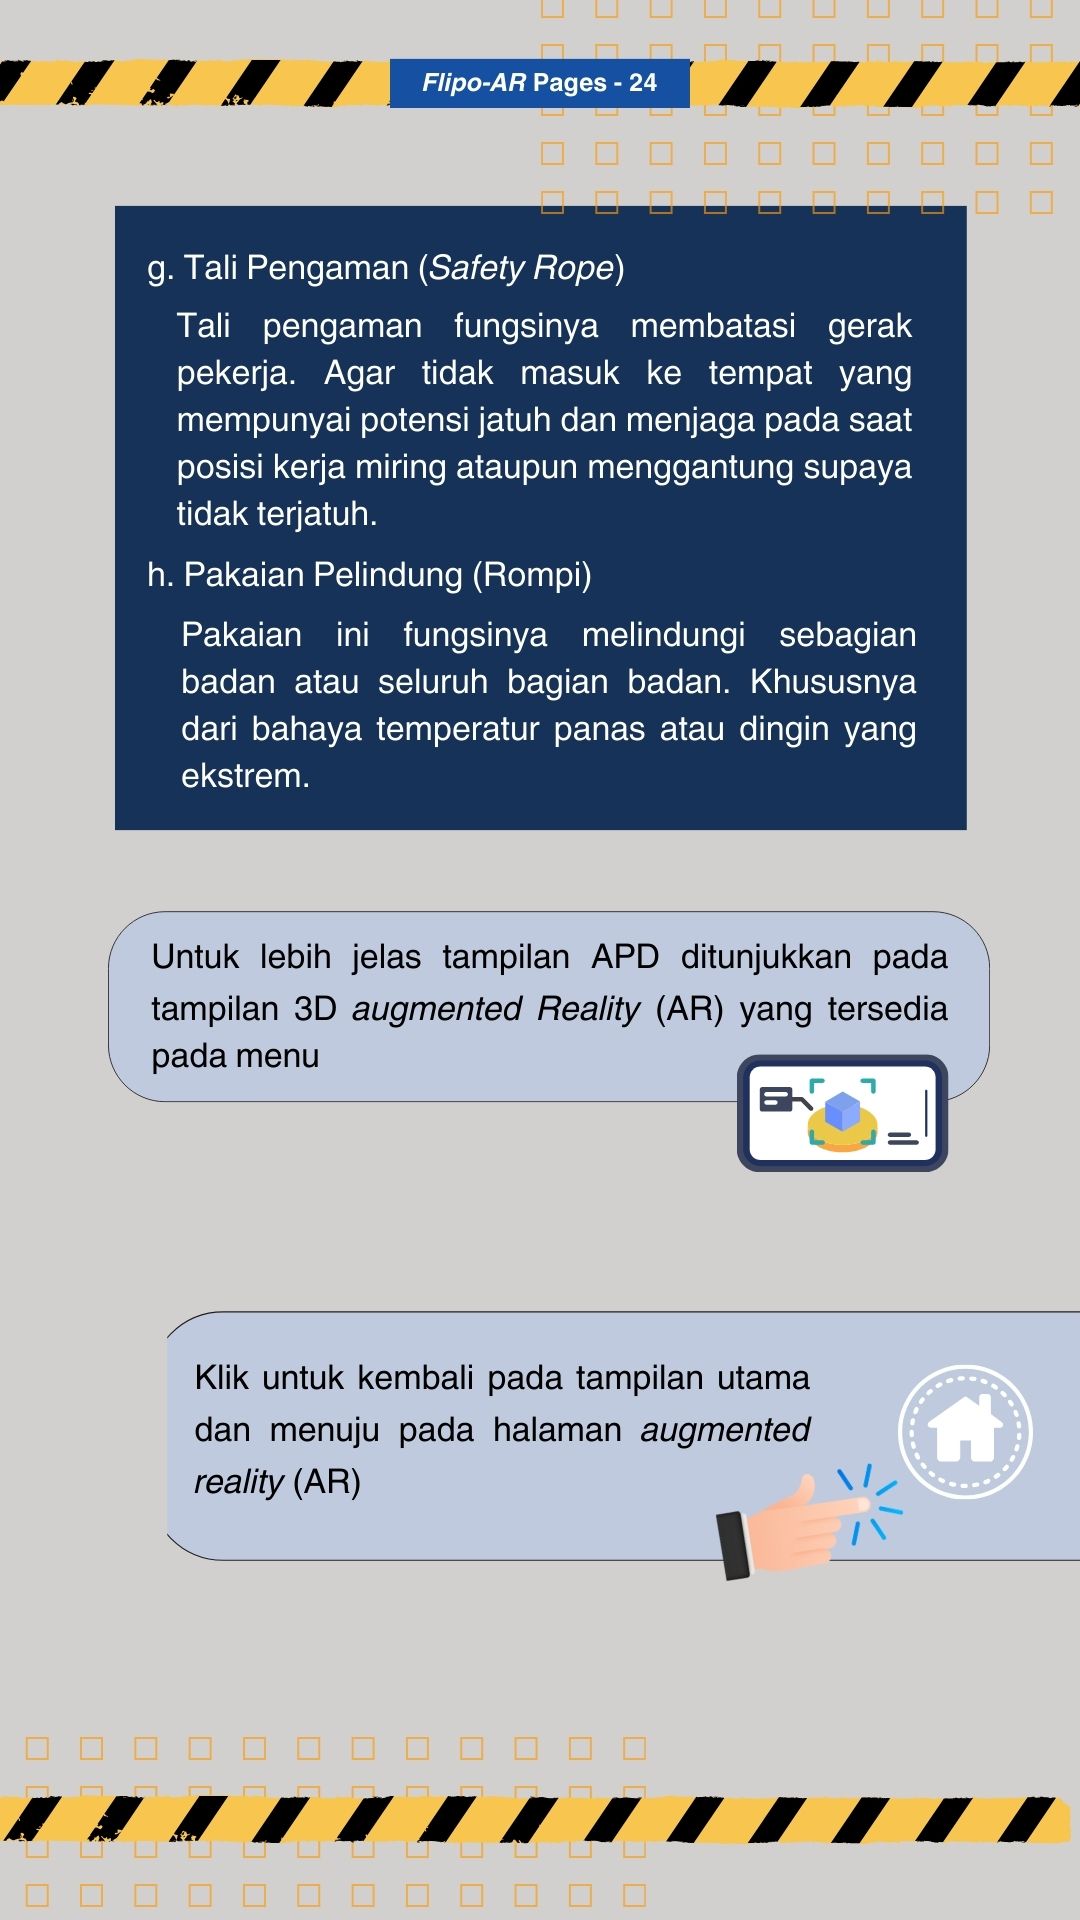 Flipo-AR Pages - 24
g. Tali Pengaman (Safety Rope)
Tali pengaman fungsinya membatasi gerak
pekerja. Agar tidak masuk ke tempat yang
mempunyai potensi jatuh dan menjaga pada saat
posisi kerja miring ataupun menggantung supaya
tidak terjatuh.
h. Pakaian Pelindung (Rompi)
Pakaian ini fungsinya melindungi sebagian
badan atau seluruh bagian badan. Khususnya
dari bahaya temperatur panas atau dingin yang
ekstrem.
Untuk lebih jelas tampilan APD ditunjukkan pada
tampilan 3D augmented Reality (AR) yang tersedia
pada menu
Klik untuk kembali pada tampilan utama
dan menuju pada halaman augmented
reality (AR)